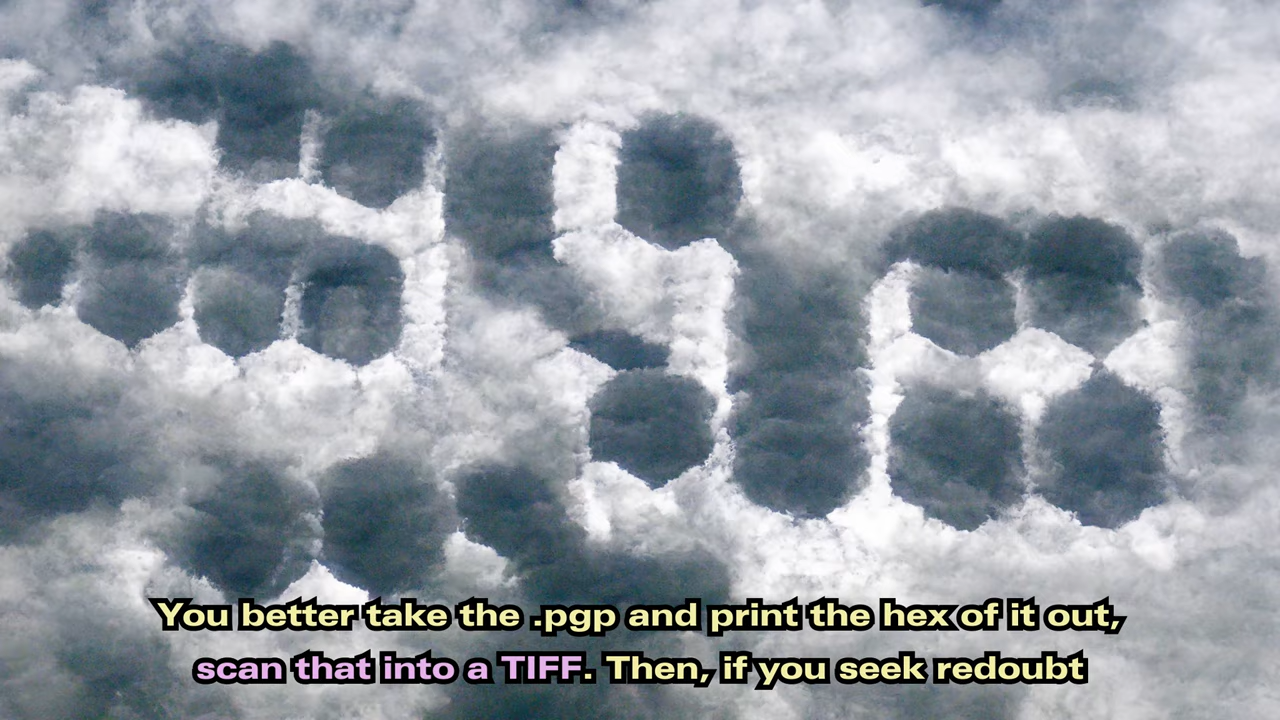 You better take the .pgp and print the hex of it out,
scan that into a TIFF. Then, if you seek redoubt